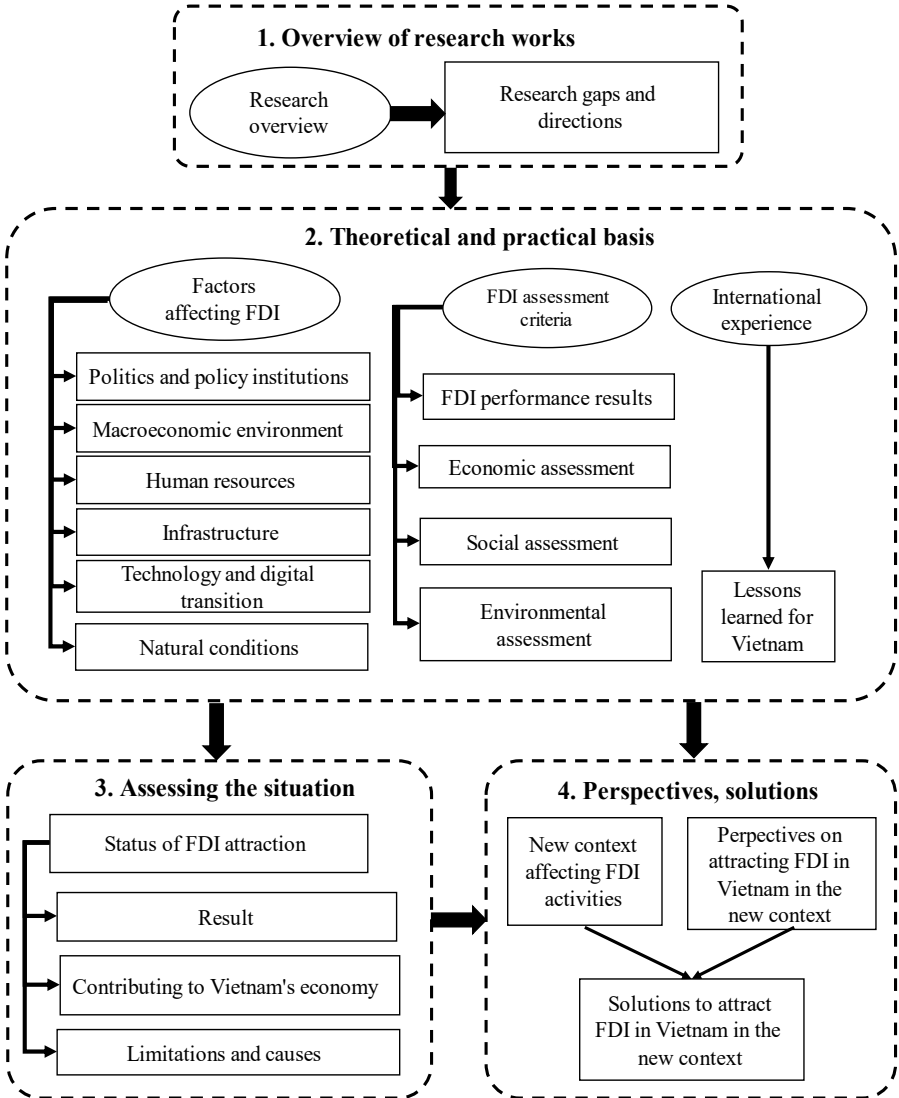 1. Overview of research works
Research
overview
Research gaps and
directions
2. Theoretical and practical basis
Factors
affecting FDI
Politics and policy institutions
Macroeconomic environment
Human resources
Infrastructure
Technology and digital
transition
Natural conditions
FDI assessment
criteria
FDI performance results
Economic assessment
Social assessment
Environmental
assessment
International
experience
Lessons
learned for
Vietnam
3. Assessing the situation
Status of FDI attraction
Result
Contributing to Vietnam's economy
Limitations and causes
4. Perspectives, solutions
New context
affecting FDI
activities
Perpectives on
attracting FDI in
Vietnam in the
new context
Solutions to attract
FDI in Vietnam in the
new context